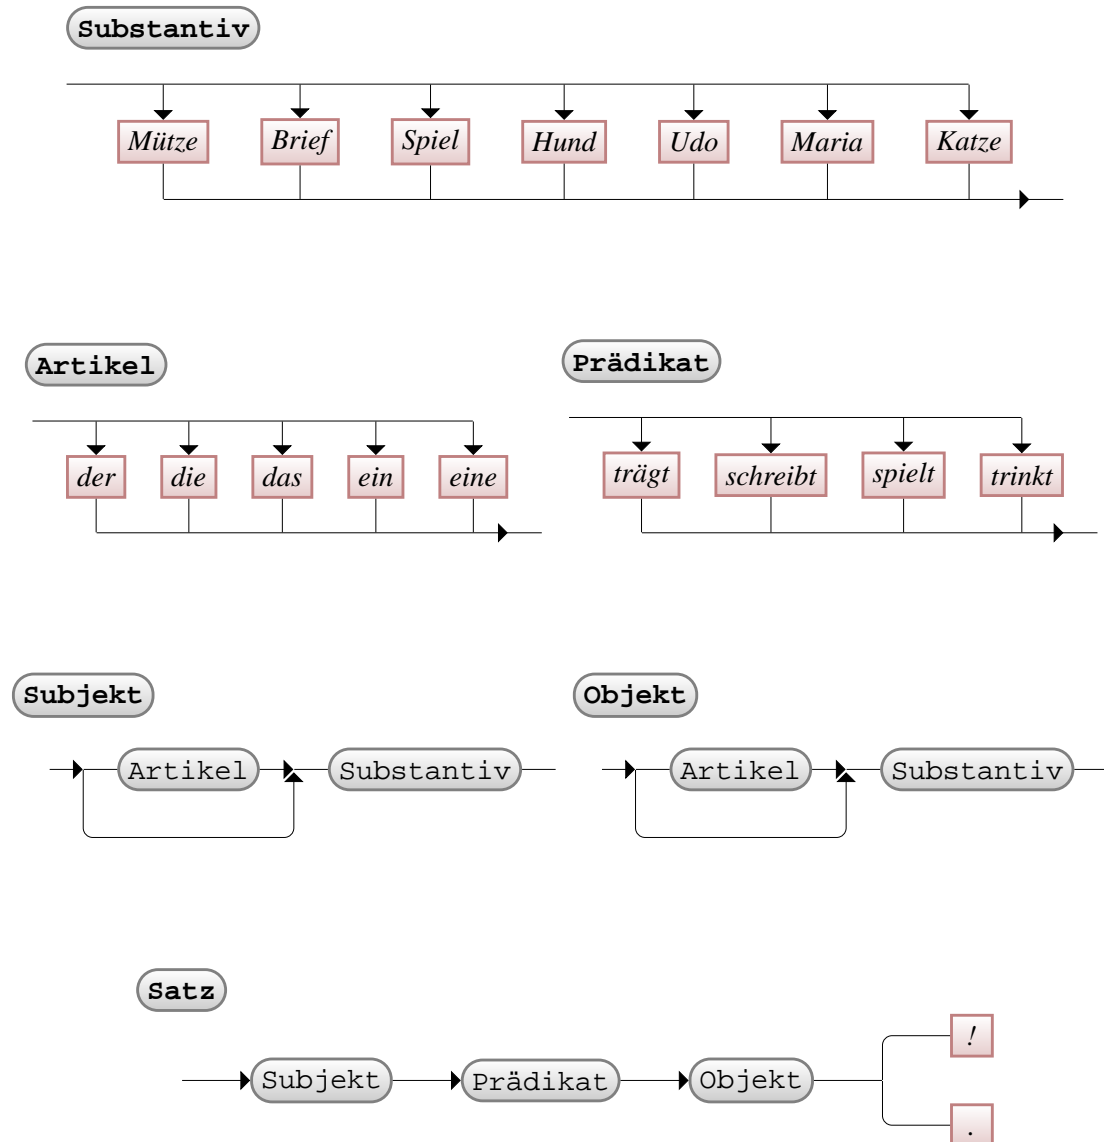 Substantiv
Mütze Brief Spiel Hund Udo Maria Katze
Artikel
Prädikat
der die das ein eine
trägt schreibt spielt trinkt
Subjekt
Objekt
Artikel Substantiv
Artikel Substantiv
Satz
Subjekt Prädikat Objekt
!
.